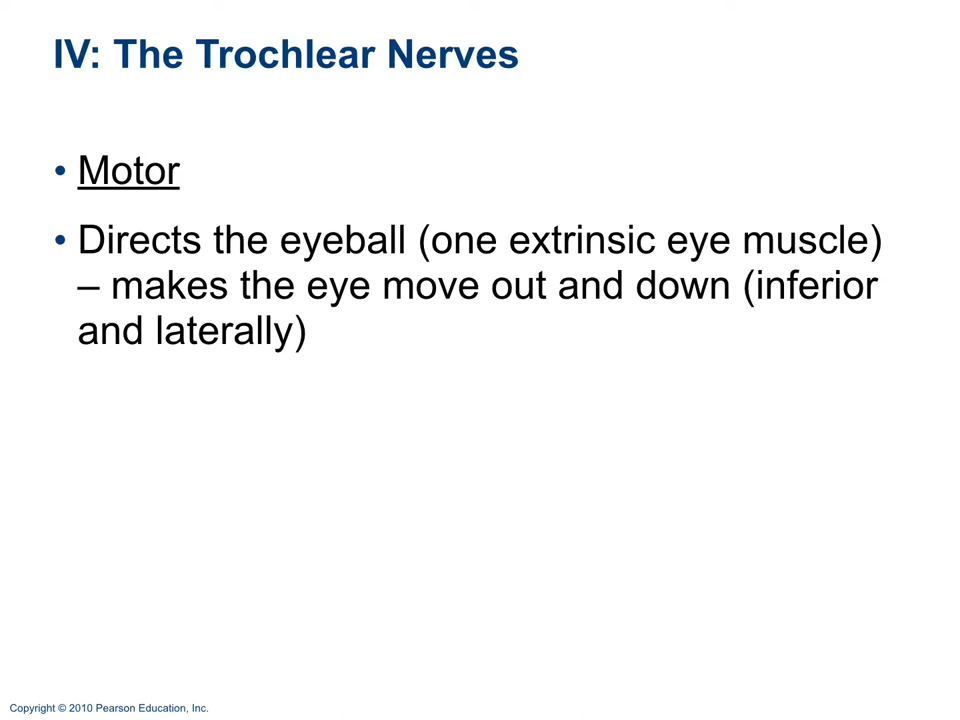 IV: The Trochlear Nerves
• Motor
• Directs the eyeball (one extrinsic eye muscle)
– makes the eye move out and down (inferior
and laterally)
Copyright © 2010 Pearson Education, Inc.